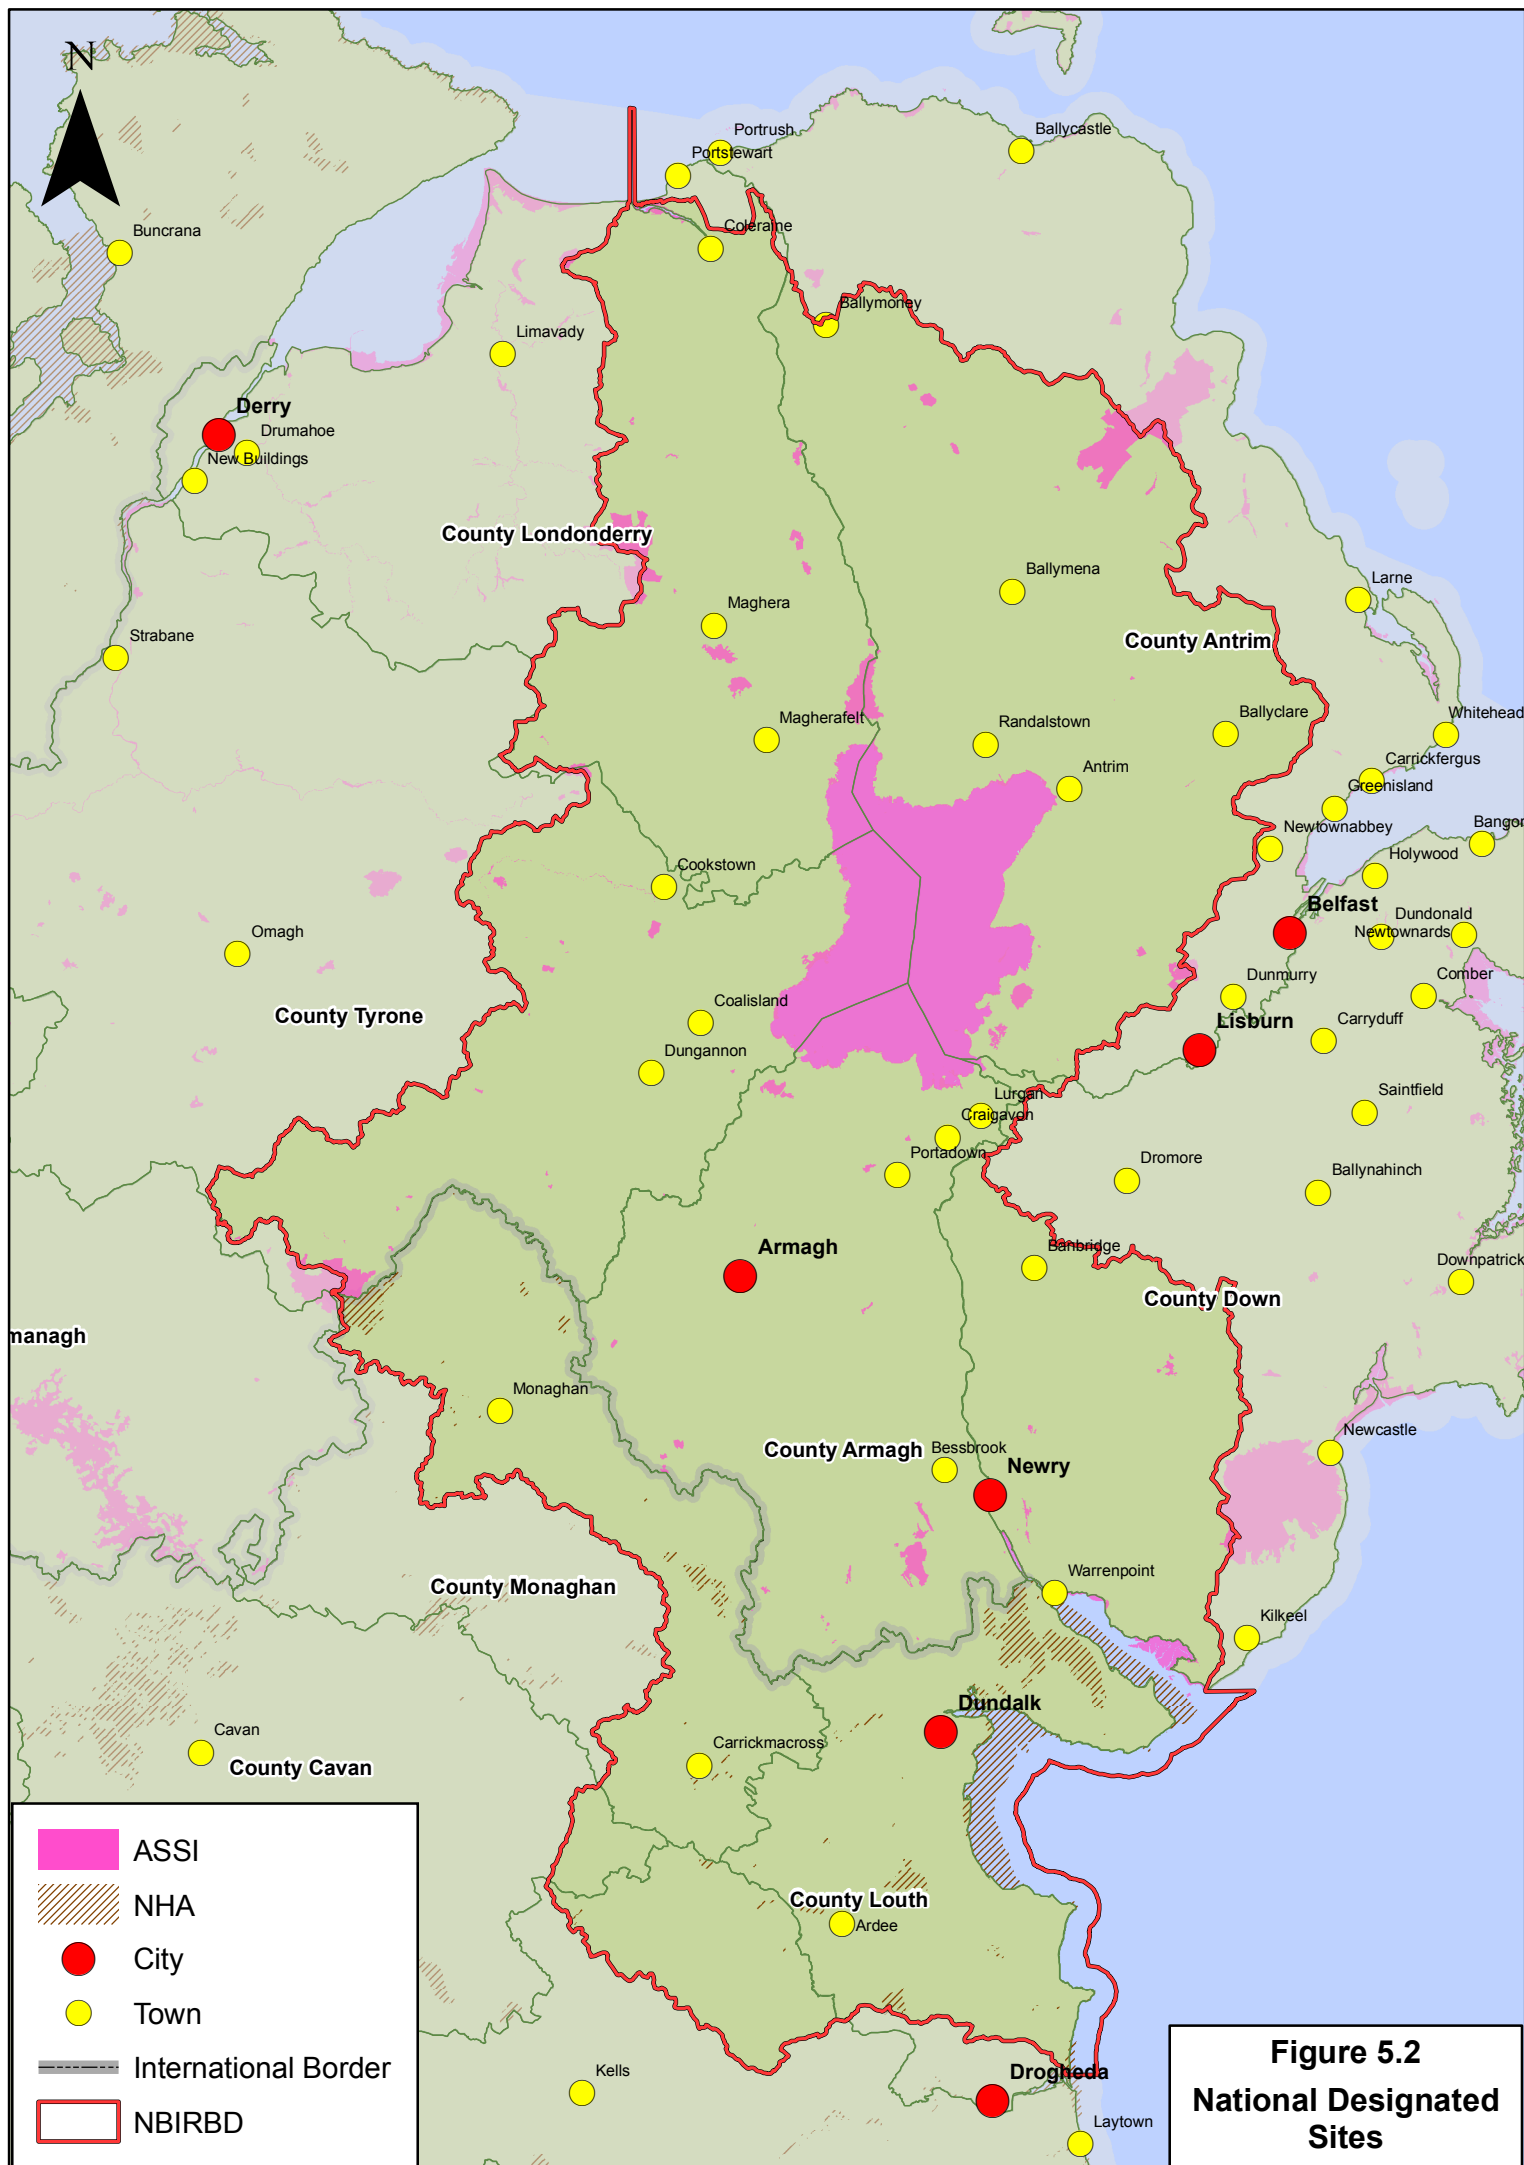 N
Portrush
Ballycastle
Portstewart
Buncrana
Coleraine
Ballymoney
Limavady
Derry
Drumahoe
New Buildings
County Londonderry
Ballymena
Larne
Maghera
Strabane
County Antrim
Magherafelt
Randalstown
Ballyclare
Whitehead
Carrickfergus
Antrim
Greenisland
Newtownabbey
Bangor
Cookstown
Holywood
Belfast
Dundonald
Newtownards
Omagh
Comber
Dunmurry
Coalisland
County Tyrone
Lisburn
Carryduff
Dungannon
Lurgan
Saintfield
Craigavon
Portadown
Dromore
Ballynahinch
Armagh
Banbridge
Downpatrick
County Down
managh
Monaghan
Newcastle
County Armagh
Bessbrook
Newry
County Monaghan
Warrenpoint
Kilkeel
Dundalk
Cavan
Carrickmacross
County Cavan
County Louth
Ardee
Kells
Drogheda
Laytown
ASSI
NHA
City
Town
International Border
NBIRBD
Figure 5.2
National Designated
Sites